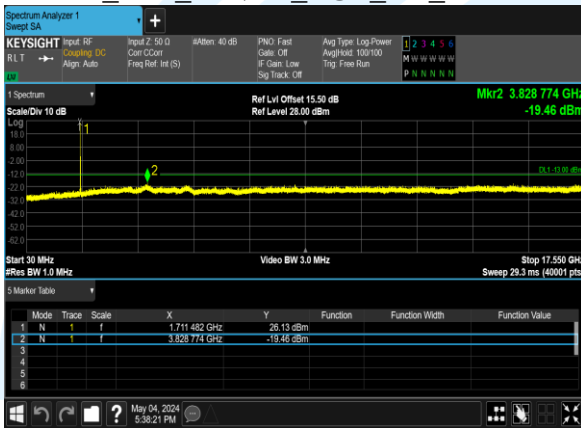 Spectrum Analyzer 1
Swept SA
KEYSIGHT Input: RF Input Z: 50 Ω #Atten: 40 dB PNO: Fast Avg Type: Log-Power 1 2 3 4 5 6
RLT Coupling: DC Corr CCorr Gate: Off Avg|Hold: 100/100 M W W W W W
Align: Auto Freq Ref: Int (S) IF Gain: Low Trig: Free Run
Sig Track: Off P N N N N N
LV
1 Spectrum Ref Lvl Offset 15.50 dB Mkr2 3.828 774 GHz
Scale/Div 10 dB Ref Level 28.00 dBm -19.46 dBm
Log
18.0 1
8.00
-2.00
-12.0 2 DL1 -13.00 dBm
-22.0
-32.0
-42.0
-52.0
-62.0
Start 30 MHz Video BW 3.0 MHz Stop 17.550 GHz
#Res BW 1.0 MHz Sweep 29.3 ms (40001 pts)
5 Marker Table
Mode Trace Scale X Y Function Function Width Function Value
1 N 1 f 1.711 482 GHz 26.13 dBm
2 N 1 f 3.828 774 GHz -19.46 dBm
3
4
5
6
? May 04, 2024
5:38:21 PM